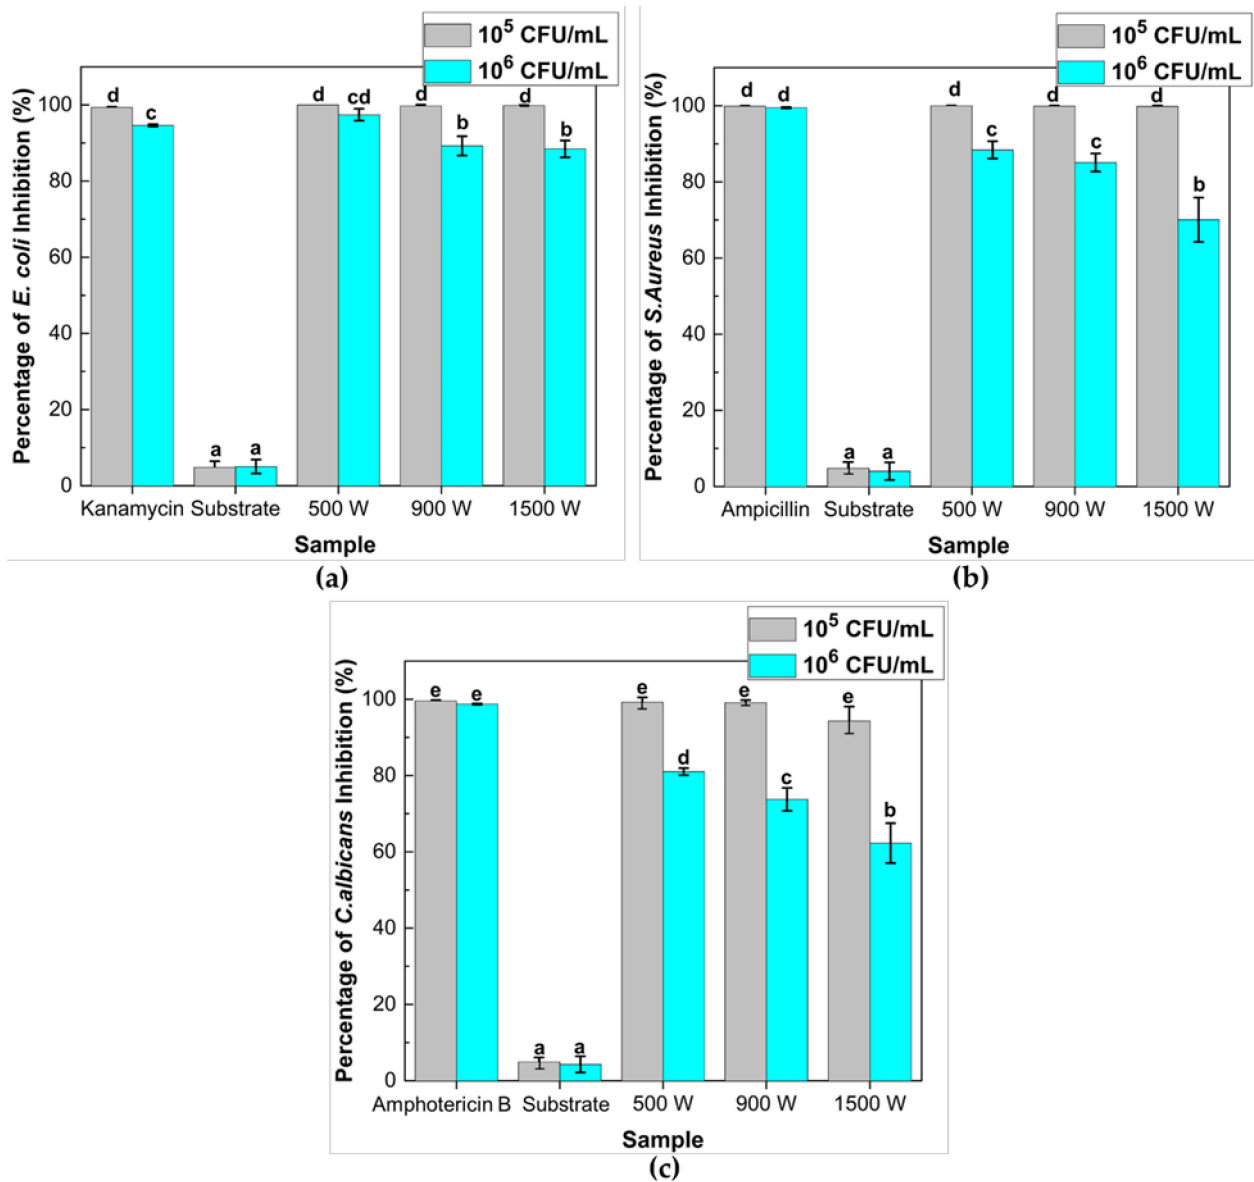 10^5 CFU/mL
10^6 CFU/mL
Percentage of E. coli Inhibition (%)
100
80
60
40
20
0
d
c
a
a
d
cd
d
b
d
b
Kanamycin Substrate 500 W 900 W 1500 W
Sample
(a)
10^5 CFU/mL
10^6 CFU/mL
Percentage of S.Aureus Inhibition (%)
100
80
60
40
20
0
d
d
a
a
d
c
d
c
d
b
Ampicillin Substrate 500 W 900 W 1500 W
Sample
(b)
10^5 CFU/mL
10^6 CFU/mL
Percentage of C.albicans Inhibition (%)
100
80
60
40
20
0
e
e
a
a
e
d
e
c
e
b
Amphotericin B Substrate 500 W 900 W 1500 W
Sample
(c)